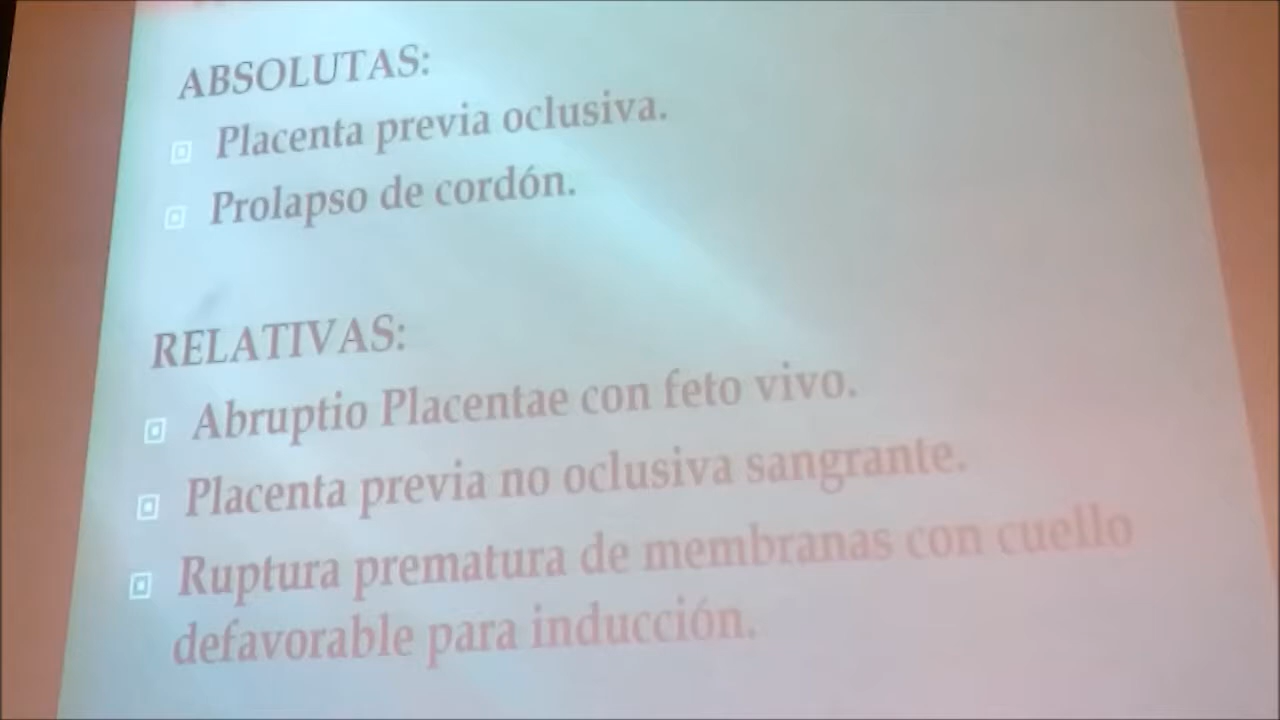 ABSOLUTAS:
Placenta previa oclusiva.
Prolapso de cordón.
RELATIVAS:
Abruptio Placentae con feto vivo.
Placenta previa no oclusiva sangrante.
Ruptura prematura de membranas con cuello
defavorable para inducción.